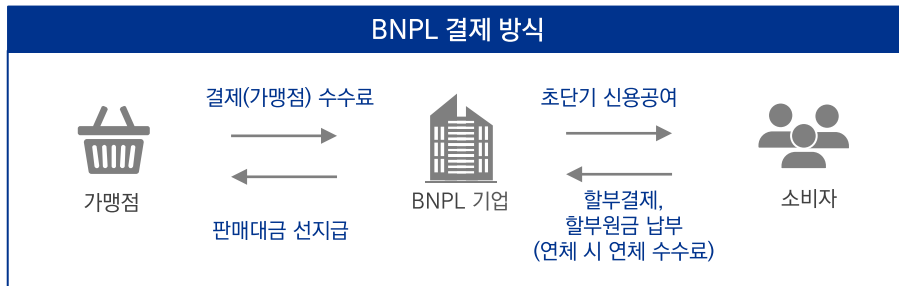 BNPL 결제 방식
결제(가맹점) 수수료
초단기 신용공여
가맹점
BNPL 기업
소비자
판매대금 선지급
할부결제,
할부원금 납부
(연체 시 연체 수수료)